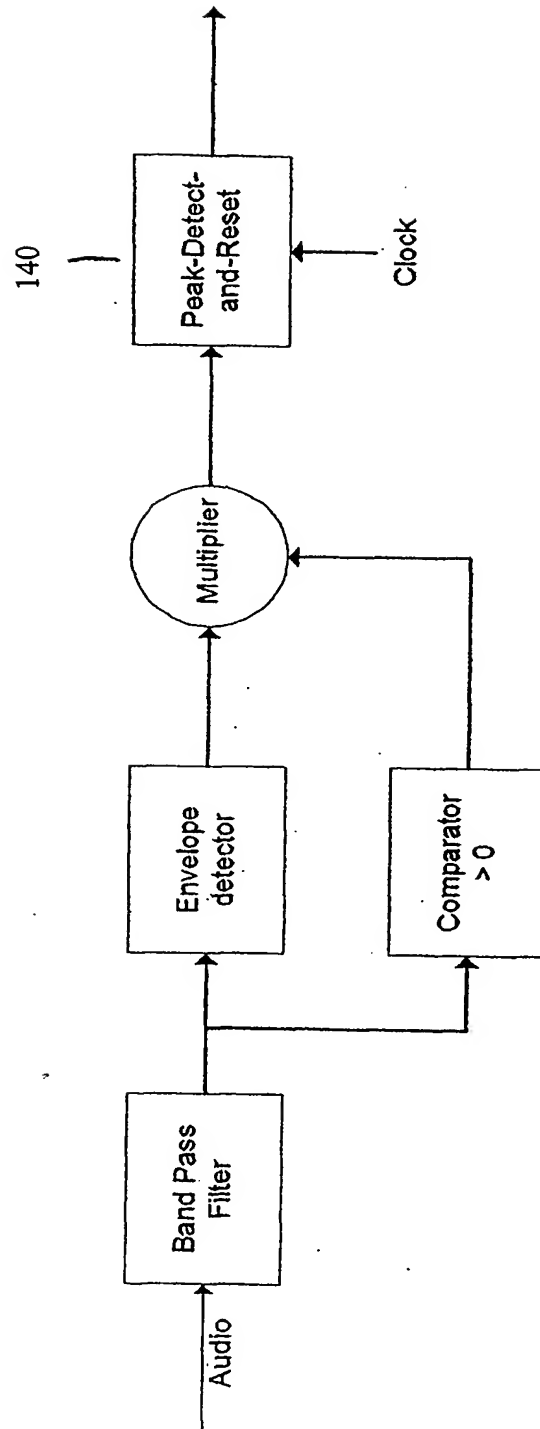 Audio
Band Pass
Filter
Envelope
detector
Comparator
> 0
Multiplier
140
Peak-Detect-
and-Reset
Clock